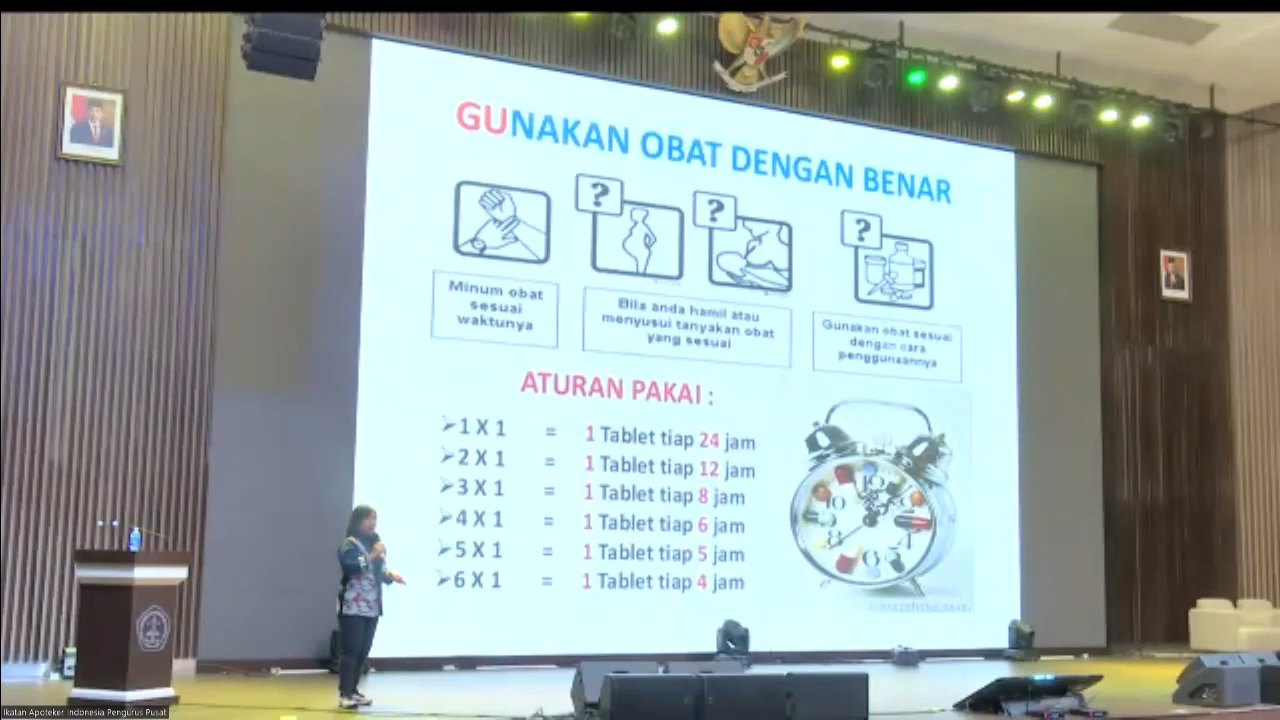 GUNAKAN OBAT DENGAN BENAR
?
?
?
Minum obat
sesuai
waktunya
Bila anda hamil atau
menyusui tanyakan obat
yang sesuai
Gunakan obat sesuai
dengan cara
penggunaannya
ATURAN PAKAI :
➢1 X 1 = 1 Tablet tiap 24 jam
➢2 X 1 = 1 Tablet tiap 12 jam
➢3 X 1 = 1 Tablet tiap 8 jam
➢4 X 1 = 1 Tablet tiap 6 jam
➢5 X 1 = 1 Tablet tiap 5 jam
➢6 X 1 = 1 Tablet tiap 4 jam
Ikatan Apoteker Indonesia Pengurus Pusat